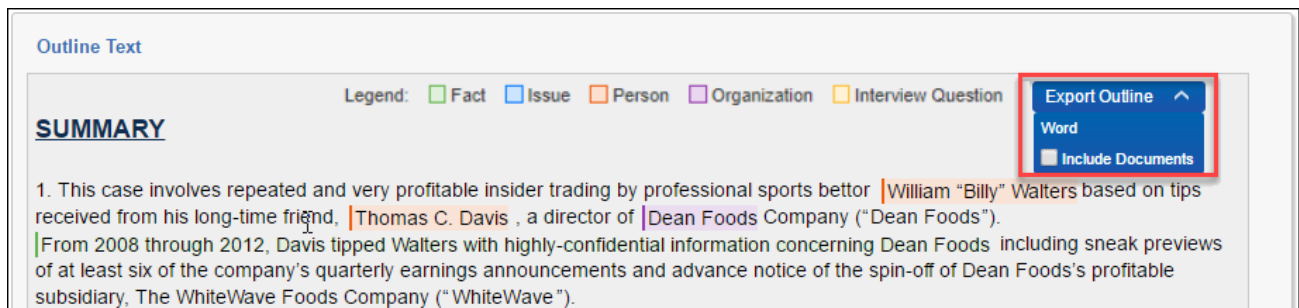 Outline Text
Legend: Fact Issue Person Organization Interview Question Export Outline
SUMMARY
Word
Include Documents
1. This case involves repeated and very profitable insider trading by professional sports bettor William “Billy” Walters based on tips
received from his long-time friend, Thomas C. Davis , a director of Dean Foods Company (“Dean Foods”).
From 2008 through 2012, Davis tipped Walters with highly-confidential information concerning Dean Foods including sneak previews
of at least six of the company’s quarterly earnings announcements and advance notice of the spin-off of Dean Foods’s profitable
subsidiary, The WhiteWave Foods Company (“WhiteWave”).